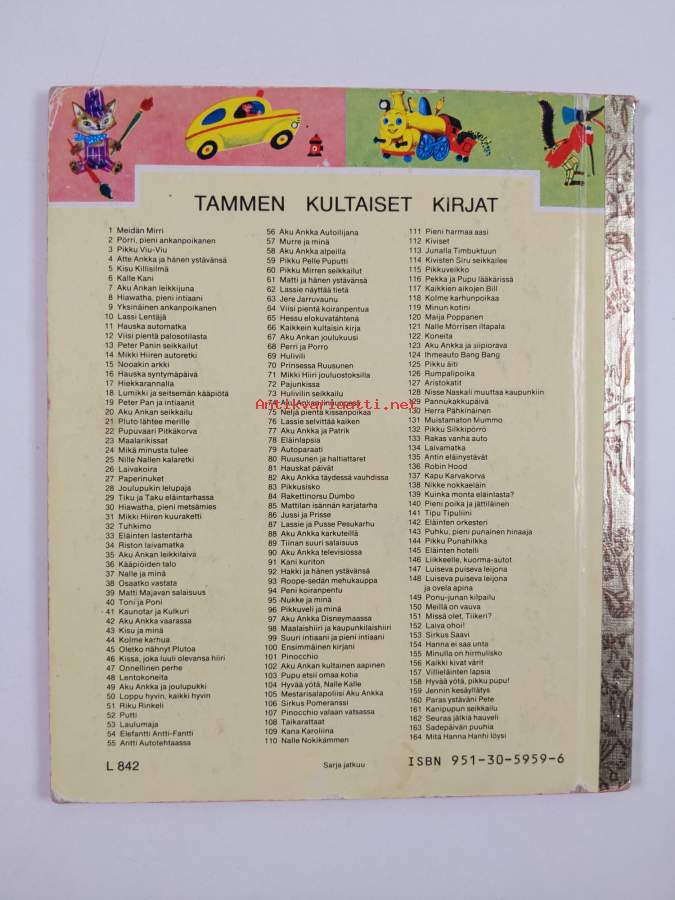 TAMMEN KULTAISET KIRJAT
1 Meidän Mirri
2 Pörri, pieni ankanpoikanen
3 Pikku Viu-Viu
4 Atte Ankka ja hänen ystävänsä
5 Kisu Killisilmä
6 Kalle Kani
7 Aku Ankan leikkijuna
8 Hiawatha, pieni intiaani
9 Yksinäinen ankanpoikanen
10 Lassi Lentäjä
11 Hauska automatka
12 Viisi pientä palosotilasta
13 Peter Panin seikkailut
14 Mikki Hiiren autoretki
15 Nooakin arkki
16 Hauska syntymäpäivä
17 Hiekkarannalla
18 Lumikki ja seitsemän kääpiötä
19 Peter Pan ja intiaanit
20 Aku Ankan seikkailu
21 Pluto lähtee merille
22 Pupuvaari Pitkäkorva
23 Maalarikissat
24 Mikä minusta tulee
25 Nille Nallen kalaretki
26 Laivakoira
27 Paperinuket
28 Joulupukin lelupaja
29 Tiku ja Taku eläintarhassa
30 Hiawatha, pieni metsämies
31 Mikki Hiiren kuuraketti
32 Tuhkimo
33 Eläinten lastentarha
34 Riston laivamatka
35 Aku Ankan leikkilaiva
36 Kääpiöiden talo
37 Nalle ja minä
38 Osaatko vastata
39 Matti Majavan salaisuus
40 Toni ja Poni
41 Kaunotar ja Kulkuri
42 Aku Ankka vaarassa
43 Kisu ja minä
44 Kolme karhua
45 Oletko nähnyt Plutoa
46 Kissa, joka luuli olevansa hiiri
47 Onnellinen perhe
48 Lentokoneita
49 Aku Ankka ja joulupukki
50 Loppu hyvin, kaikki hyvin
51 Riku Rinkeli
52 Putti
53 Laulumaja
54 Elefantti Antti-Fantti
55 Antti Autotehtaassa
56 Aku Ankka Autoilijana
57 Murre ja minä
58 Aku Ankka alpeilla
59 Pikku Pelle Puputti
60 Pikku Mirren seikkailut
61 Matti ja hänen ystävänsä
62 Lassie näyttää tietä
63 Jere Jarruvaunu
64 Viisi pientä koiranpentua
65 Hessu elokuvatähtenä
66 Kaikkein kultaisin kirja
67 Aku Ankan joulukuusi
68 Perri ja Porro
69 Hulivili
70 Prinsessa Ruusunen
71 Mikki Hiiri jouluostoksilla
72 Pajunkissa
73 Hulivilin seikkailu
Antikvariaatti.net
75 Neljä pientä kissanpoikaa
76 Lassie selvittää kaiken
77 Aku Ankka ja Patrik
78 Eläinlapsia
79 Autoparaati
80 Ruusunen ja haltiattaret
81 Hauskat päivät
82 Aku Ankka täydessä vauhdissa
83 Pikkusisko
84 Rakettinorsu Dumbo
85 Mattilan isännän karjatarha
86 Jussi ja Prisse
87 Lassie ja Pusse Pesukarhu
88 Aku Ankka karkuteillä
89 Tiinan suuri salaisuus
90 Aku Ankka televisiossa
91 Kani kuriton
92 Hakki ja hänen ystävänsä
93 Roope-sedän mehukauppa
94 Peni koiranpentu
95 Nukke ja minä
96 Pikkuveli ja minä
97 Aku Ankka Disneymaassa
98 Maalaishiiri ja kaupunkilaishiiri
99 Suuri intiaani ja pieni intiaani
100 Ensimmäinen kirjani
101 Pinocchio
102 Aku Ankan kultainen aapinen
103 Pupu etsii omaa kotia
104 Hyvää yötä, Nalle Kalle
105 Mestarisalapoliisi Aku Ankka
106 Sirkus Pomeranssi
107 Pinocchio valaan vatsassa
108 Taikarattaat
109 Kana Karoliina
110 Nalle Nokikämmen
111 Pieni harmaa aasi
112 Kiviset
113 Junalla Timbuktuun
114 Kivisten Siru seikkailee
115 Pikkuveikko
116 Pekka ja Pupu lääkärissä
117 Kaikkien aikojen Bill
118 Kolme karhunpoikaa
119 Minun kotini
120 Maija Poppanen
121 Nalle Mörrisen iltapala
122 Koneita
123 Aku Ankka ja siipiorava
124 Ihmeauto Bang Bang
125 Pikku äiti
126 Rumpalipoika
127 Aristokatit
128 Nisse Naskali muuttaa kaupunkiin
129 Pannukakkupäivä
130 Herra Pähkinäinen
131 Muistamaton Mummo
132 Pikku Silkkipörrö
133 Rakas vanha auto
134 Laivamatka
135 Antin eläinystävät
136 Robin Hood
137 Kapu Karvakorva
138 Nikke nokkaeläin
139 Kuinka monta eläinlasta?
140 Pieni poika ja jättiläinen
141 Tipu Tipuliini
142 Eläinten orkesteri
143 Puhku, pieni punainen hinaaja
144 Pikku Punahilkka
145 Eläinten hotelli
146 Liikkeelle, kuorma-autot
147 Luiseva puiseva leijona
148 Luiseva puiseva leijona
ja ovela apina
149 Ponu-junan kilpailu
150 Meillä on vauva
151 Missä olet, Tiikeri?
152 Laiva ohoi!
153 Sirkus Saavi
154 Hanna ei saa unta
155 Minulla on hirmulisko
156 Kaikki kivat värit
157 Villieläinten lapsia
158 Hyvää yötä, pikku pupu!
159 Jennin kesäyllätys
160 Paras ystäväni Pete
161 Kanipupun seikkailu
162 Seuraa jälkiä hauveli
163 Sadepäivän puuhia
164 Mitä Hanna Hanhi löysi
L 842
Sarja jatkuu
ISBN 951-30-5959-6